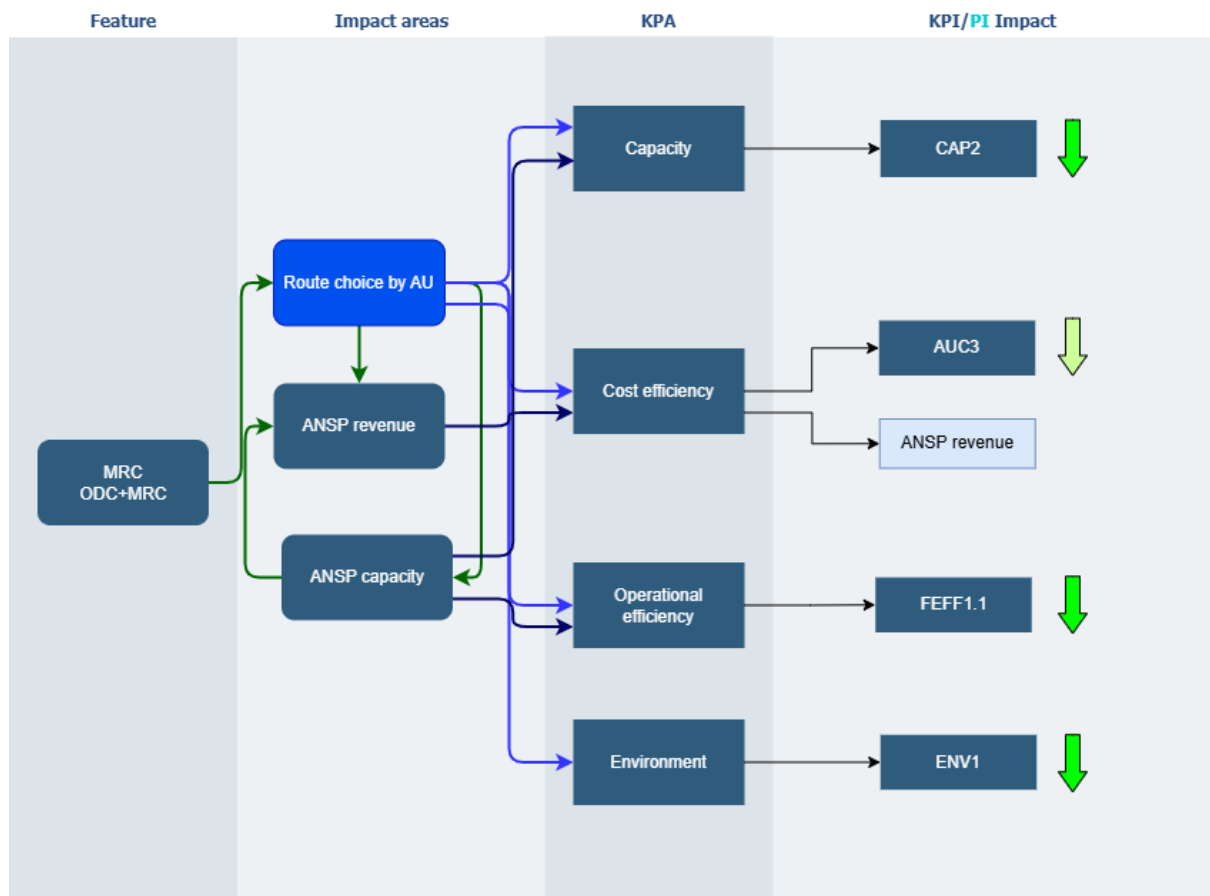 Feature
Impact areas
KPA
KPI/PI Impact
MRC
ODC+MRC
Route choice by AU
ANSP revenue
ANSP capacity
Capacity
Cost efficiency
Operational
efficiency
Environment
CAP2
AUC3
ANSP revenue
FEFF1.1
ENV1